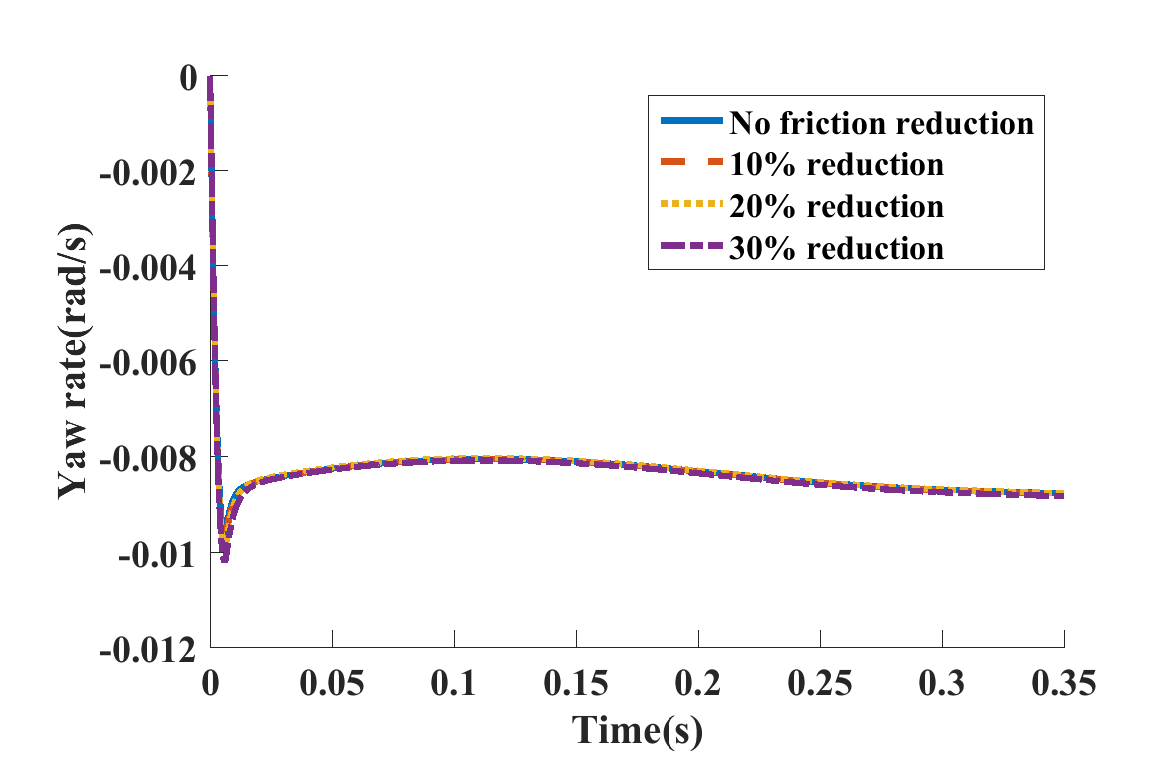 0
-0.002
-0.004
-0.006
-0.008
-0.01
-0.012
Yaw rate(rad/s)
No friction reduction
10% reduction
20% reduction
30% reduction
0 0.05 0.1 0.15 0.2 0.25 0.3 0.35
Time(s)